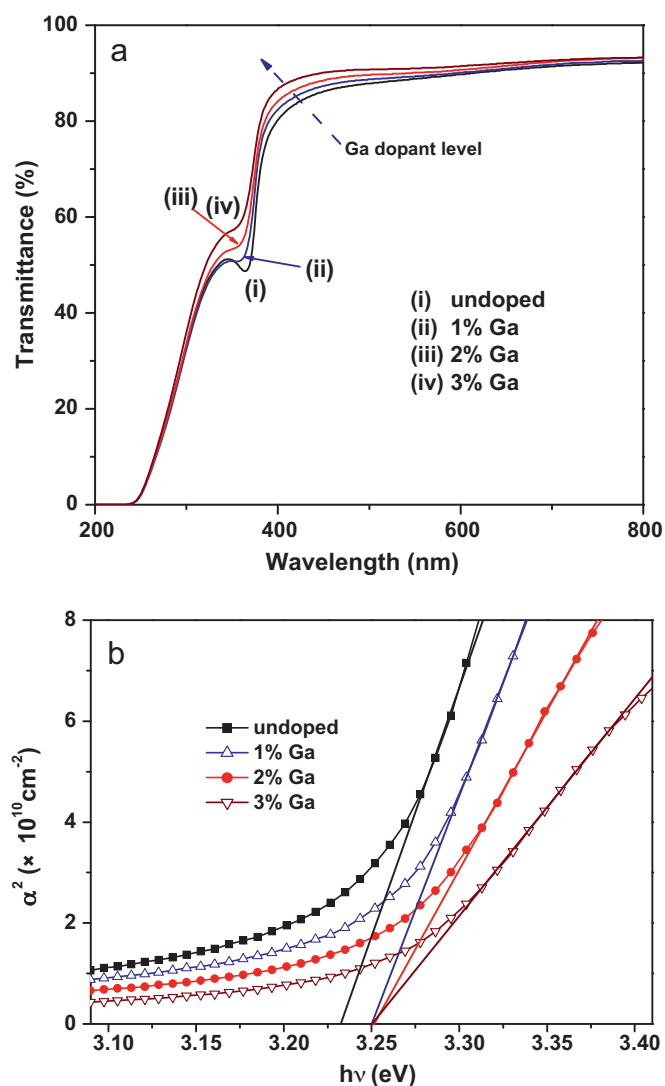 a
100
80
60
40
20
0
Transmittance (%)
Ga dopant level
(iii)
(iv)
(ii)
(i)
(i) undoped
(ii) 1% Ga
(iii) 2% Ga
(iv) 3% Ga
200 400 600 800
Wavelength (nm)
b
8
6
4
2
0
α² (× 10¹⁰cm⁻²)
undoped
1% Ga
2% Ga
3% Ga
3.10 3.15 3.20 3.25 3.30 3.35 3.40
hν (eV)